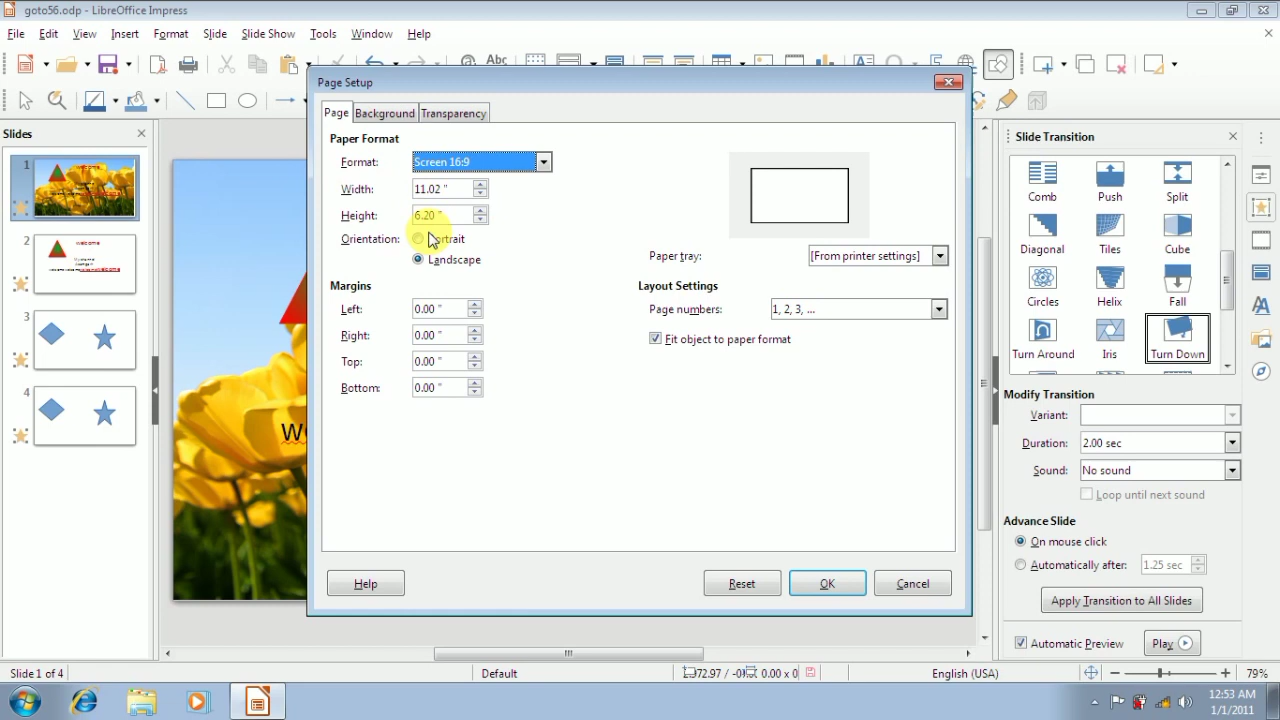 goto56.odp - LibreOffice Impress
File Edit View Insert Format Slide Slide Show Tools Window Help
Abc
Slides
1
2
welcome
3
4
Page Setup
Page Background Transparency
Paper Format
Format: Screen 16:9
Width: 11.02 "
Height: 6.20 "
Orientation: Portrait
Landscape
Paper tray: [From printer settings]
Margins
Left: 0.00 "
Right: 0.00 "
Top: 0.00 "
Bottom: 0.00 "
Layout Settings
Page numbers: 1, 2, 3, ...
Fit object to paper format
Help Reset OK Cancel
Slide Transition
Comb Push Split
Diagonal Tiles Cube
Circles Helix Fall
Turn Around Iris Turn Down
Modify Transition
Variant:
Duration: 2.00 sec
Sound: No sound
Loop until next sound
Advance Slide
On mouse click
Automatically after: 1.25 sec
Apply Transition to All Slides
Automatic Preview Play
Slide 1 of 4 Default English (USA) 79%
12:53 AM
1/1/2011